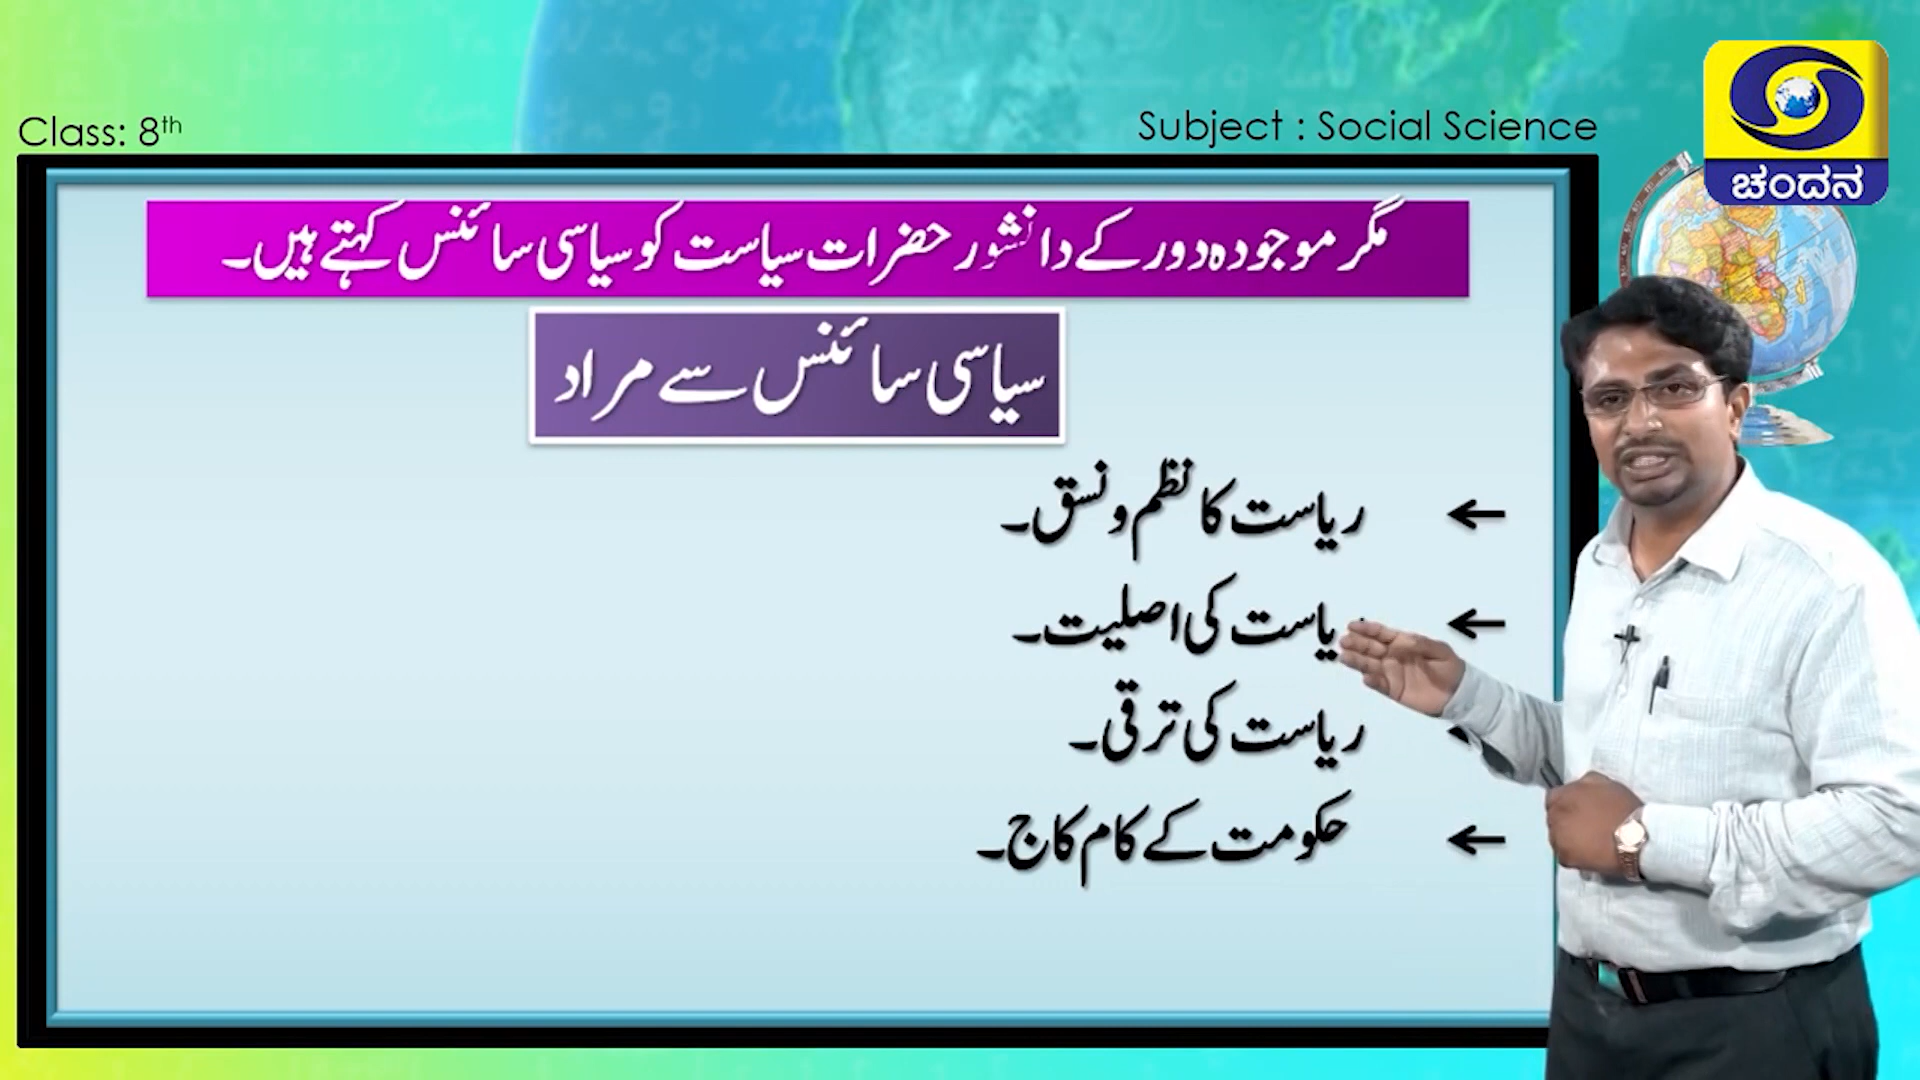 Class: 8th
Subject : Social Science
ಚಂದನ
مگر موجودہ دور کے دانشور حضرات سیاست کو سیاسی سائنس کہتے ہیں۔
سیاسی سائنس سے مراد
← ریاست کا نظم و نسق۔
← ریاست کی اصلیت۔
← ریاست کی ترقی۔
← حکومت کے کام کاج۔